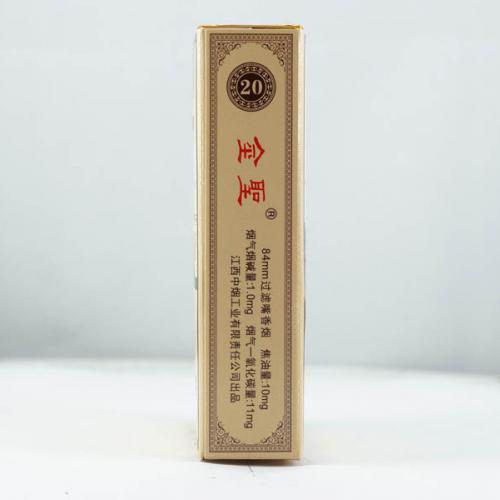 20
金聖®
84mm过滤嘴香烟 焦油量:10mg
烟气烟碱量:1.0mg 烟气一氧化碳量:11mg
江西中烟工业有限责任公司出品